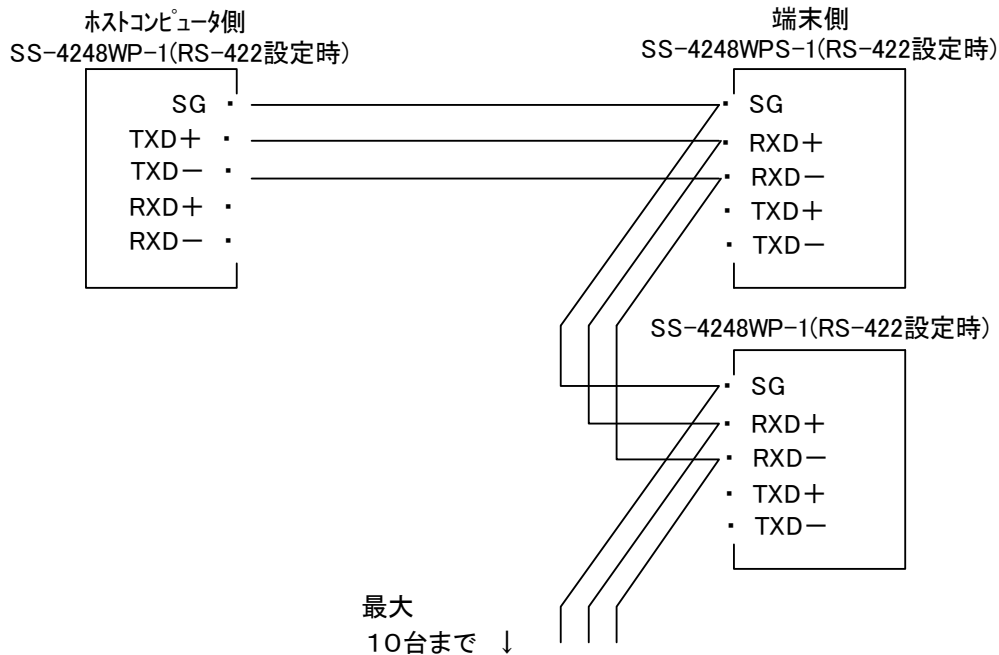 ﾎｽﾄｺﾝﾋﾟｭｰﾀ側
SS-4248WP-1(RS-422設定時)
SG
TXD＋
TXD－
RXD＋
RXD－
端末側
SS-4248WPS-1(RS-422設定時)
SG
RXD＋
RXD－
TXD＋
TXD－
SS-4248WP-1(RS-422設定時)
SG
RXD＋
RXD－
TXD＋
TXD－
最大
１０台まで ↓